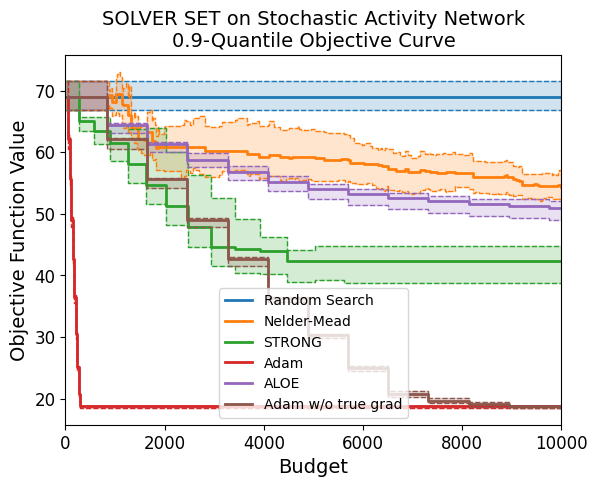 SOLVER SET on Stochastic Activity Network
0.9-Quantile Objective Curve
Objective Function Value
70
60
50
40
30
20
Random Search
Nelder-Mead
STRONG
Adam
ALOE
Adam w/o true grad
0
2000
4000
6000
8000
10000
Budget